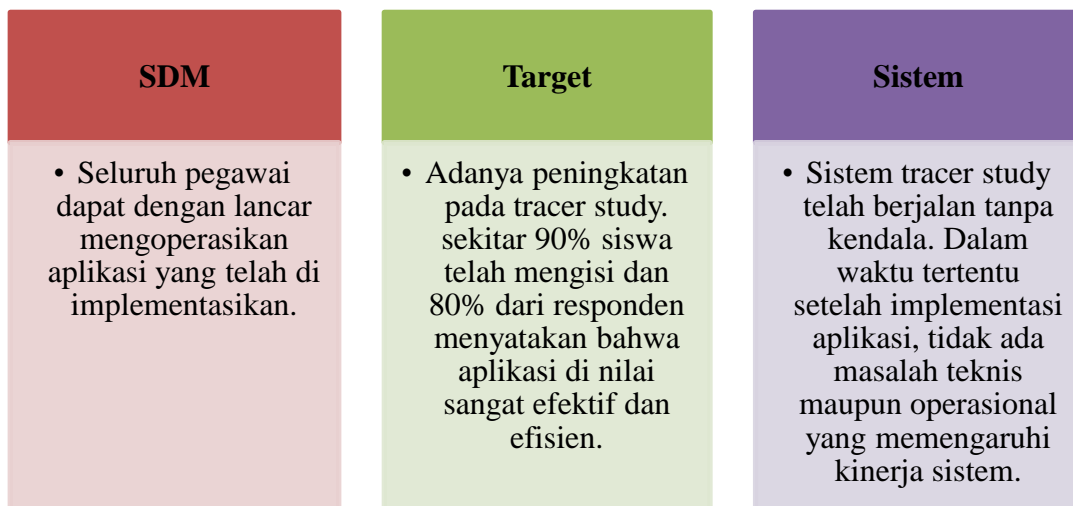 SDM
• Seluruh pegawai
dapat dengan lancar
mengoperasikan
aplikasi yang telah di
implementasikan.
Target
• Adanya peningkatan
pada tracer study.
sekitar 90% siswa
telah mengisi dan
80% dari responden
menyatakan bahwa
aplikasi di nilai
sangat efektif dan
efisien.
Sistem
• Sistem tracer study
telah berjalan tanpa
kendala. Dalam
waktu tertentu
setelah implementasi
aplikasi, tidak ada
masalah teknis
maupun operasional
yang memengaruhi
kinerja sistem.